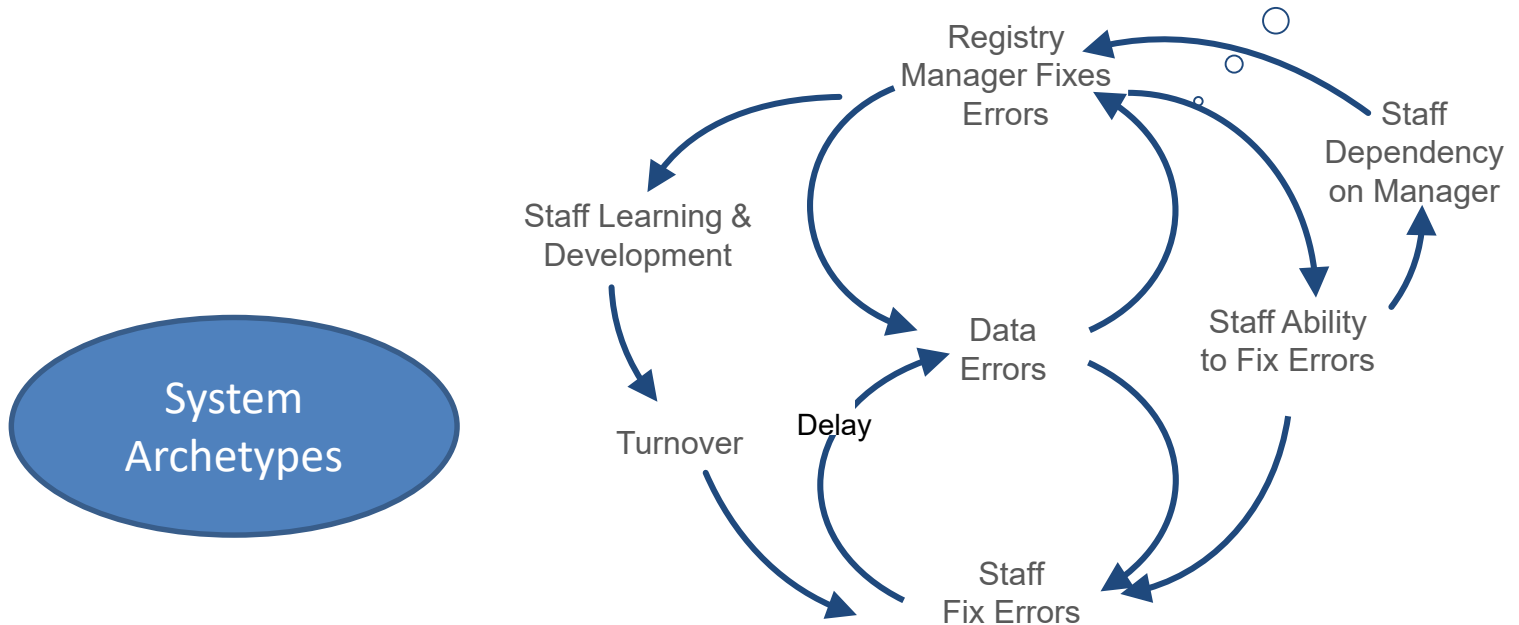 Registry
Manager Fixes
Errors
Staff
Dependency
on Manager
Staff Learning &
Development
Data
Errors
Staff Ability
to Fix Errors
System
Archetypes
Delay
Turnover
Staff
Fix Errors